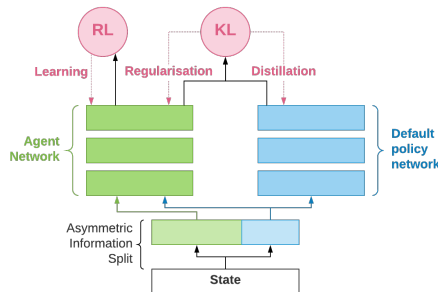 RL
KL
Learning
Regularisation
Distillation
Agent
Network
Default
policy
network
Asymmetric
Information
Split
State